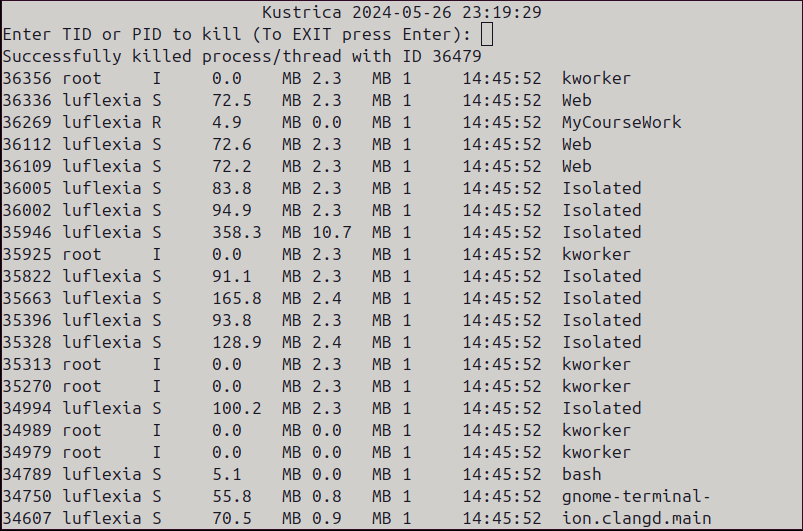 Kustrica 2024-05-26 23:19:29
Enter TID or PID to kill (To EXIT press Enter):
Successfully killed process/thread with ID 36479
36356 root I 0.0 MB 2.3 MB 1 14:45:52 kworker
36336 luflexia S 72.5 MB 2.3 MB 1 14:45:52 Web
36269 luflexia R 4.9 MB 0.0 MB 1 14:45:52 MyCourseWork
36112 luflexia S 72.6 MB 2.3 MB 1 14:45:52 Web
36109 luflexia S 72.2 MB 2.3 MB 1 14:45:52 Web
36005 luflexia S 83.8 MB 2.3 MB 1 14:45:52 Isolated
36002 luflexia S 94.9 MB 2.3 MB 1 14:45:52 Isolated
35946 luflexia S 358.3 MB 10.7 MB 1 14:45:52 Isolated
35925 root I 0.0 MB 2.3 MB 1 14:45:52 kworker
35822 luflexia S 91.1 MB 2.3 MB 1 14:45:52 Isolated
35663 luflexia S 165.8 MB 2.4 MB 1 14:45:52 Isolated
35396 luflexia S 93.8 MB 2.3 MB 1 14:45:52 Isolated
35328 luflexia S 128.9 MB 2.4 MB 1 14:45:52 Isolated
35313 root I 0.0 MB 2.3 MB 1 14:45:52 kworker
35270 root I 0.0 MB 2.3 MB 1 14:45:52 kworker
34994 luflexia S 100.2 MB 2.3 MB 1 14:45:52 Isolated
34989 root I 0.0 MB 0.0 MB 1 14:45:52 kworker
34979 root I 0.0 MB 0.0 MB 1 14:45:52 kworker
34789 luflexia S 5.1 MB 0.0 MB 1 14:45:52 bash
34750 luflexia S 55.8 MB 0.8 MB 1 14:45:52 gnome-terminal-
34607 luflexia S 70.5 MB 0.9 MB 1 14:45:52 ion.clangd.main